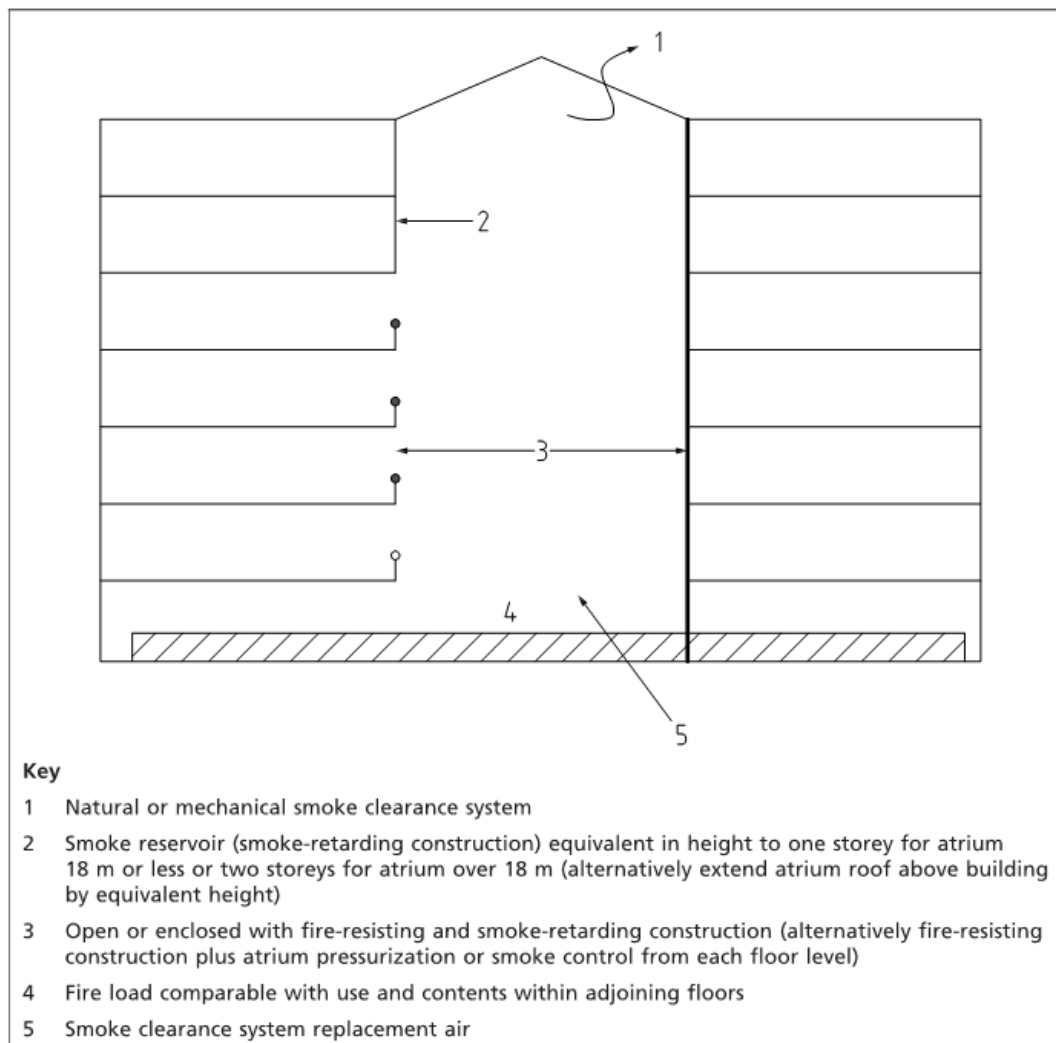 1
2
3
4
5
Key
1 Natural or mechanical smoke clearance system
2 Smoke reservoir (smoke-retarding construction) equivalent in height to one storey for atrium
18 m or less or two storeys for atrium over 18 m (alternatively extend atrium roof above building
by equivalent height)
3 Open or enclosed with fire-resisting and smoke-retarding construction (alternatively fire-resisting
construction plus atrium pressurization or smoke control from each floor level)
4 Fire load comparable with use and contents within adjoining floors
5 Smoke clearance system replacement air